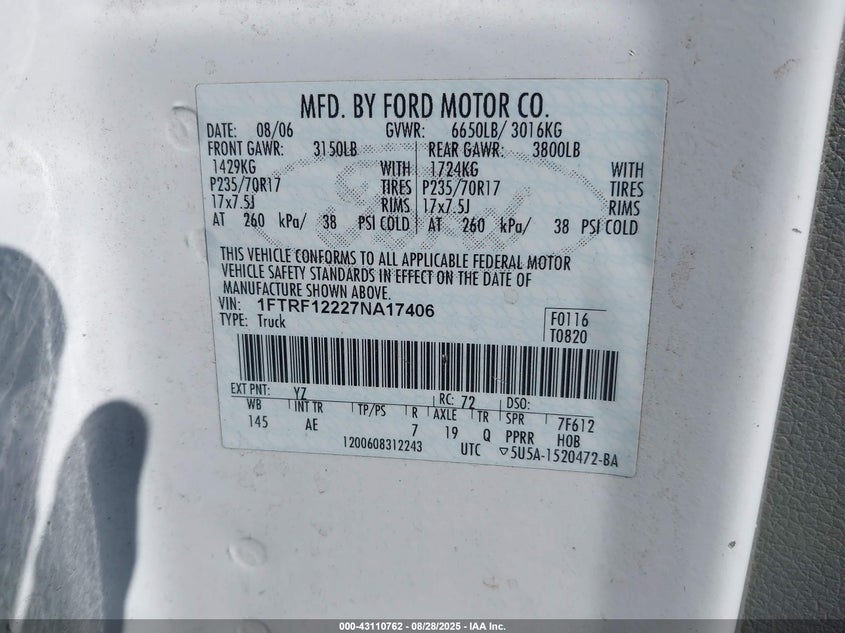 MFD. BY FORD MOTOR CO.
DATE: 08/06 GVWR: 6650LB/ 3016KG
FRONT GAWR: 3150LB REAR GAWR: 3800LB
1429KG WITH 1724KG WITH
P235/70R17 TIRES P235/70R17 TIRES
17x7.5J RIMS 17x7.5J RIMS
AT 260 kPa/ 38 PSI COLD AT 260 kPa/ 38 PSI COLD
THIS VEHICLE CONFORMS TO ALL APPLICABLE FEDERAL MOTOR
VEHICLE SAFETY STANDARDS IN EFFECT ON THE DATE OF
MANUFACTURE SHOWN ABOVE.
VIN: 1FTRF12227NA17406
TYPE: Truck
F0116
T0820
EXT PNT: YZ RC: 72 DSO:
WB INT TR TP/PS R AXLE TR SPR 7F612
145 AE 7 19 Q PPRR HOB
1200608312243 UTC ▽5U5A-1520472-BA
000-43110762 - 08/28/2025 - IAA Inc.